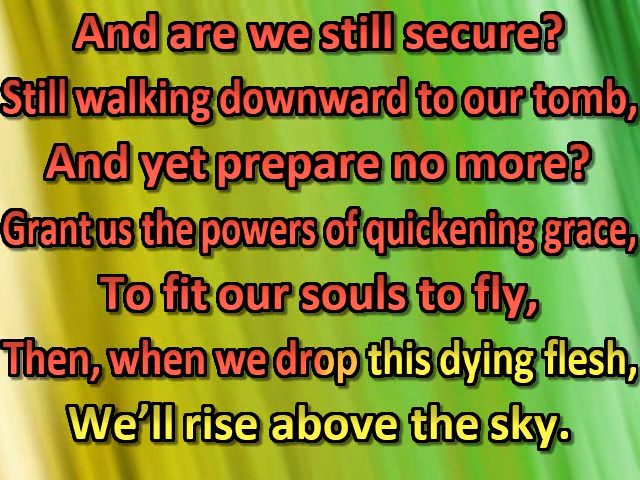 And are we still secure?
Still walking downward to our tomb,
And yet prepare no more?
Grant us the powers of quickening grace,
To fit our souls to fly,
Then, when we drop this dying flesh,
We’ll rise above the sky.